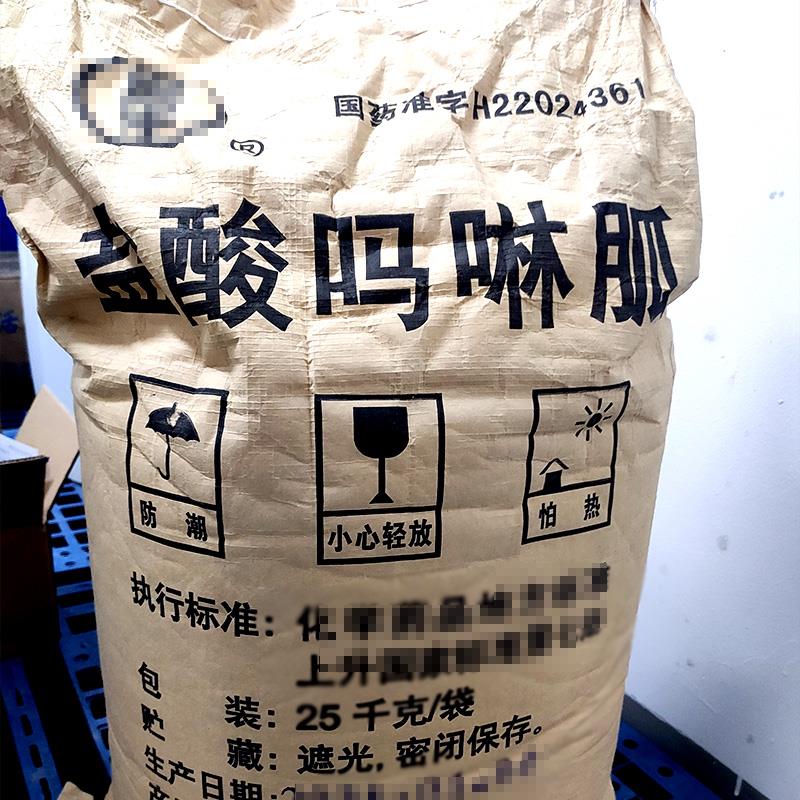 国药准字H22024361
盐酸吗啉胍
防 潮
小心轻放
怕 热
执行标准：
包 装：25千克/袋
贮 藏：遮光，密闭保存。
生产日期：